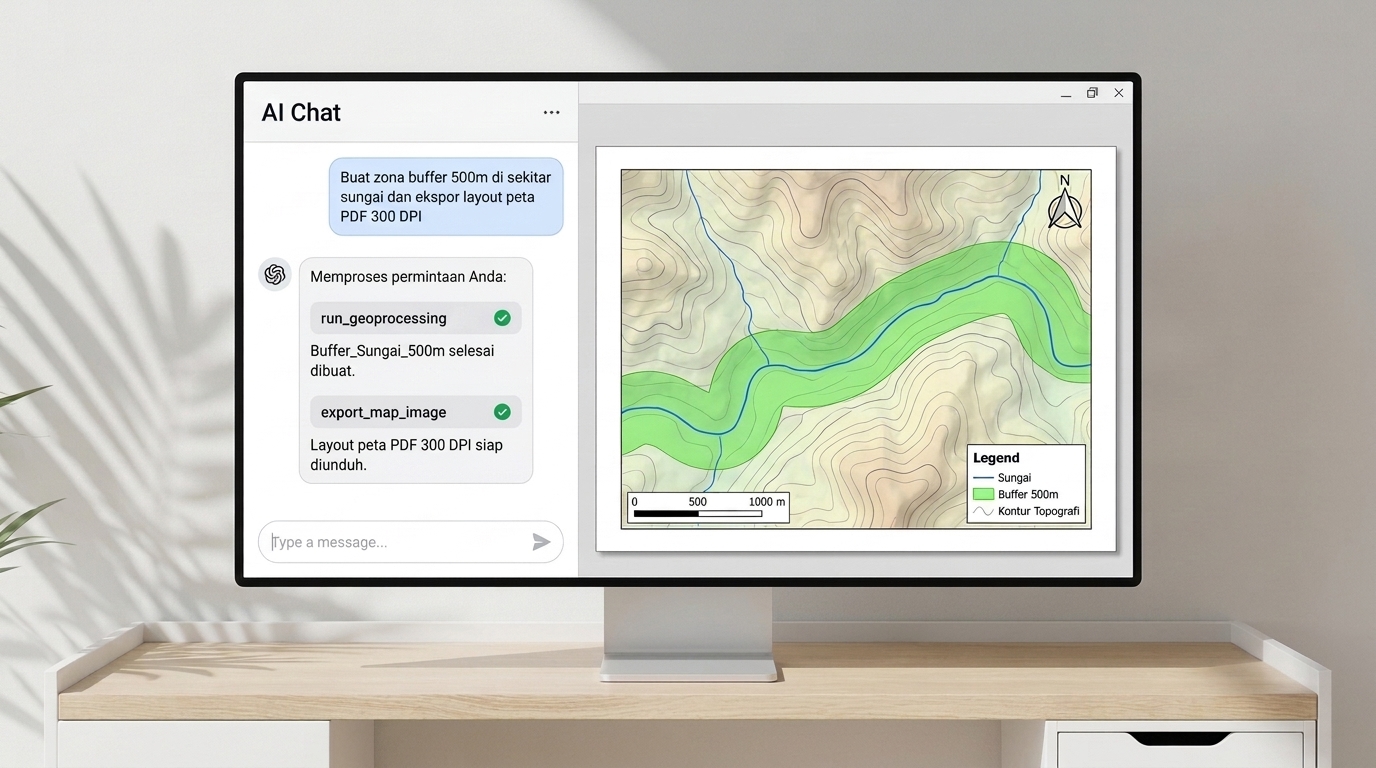 AI Chat
Buat zona buffer 500m di sekitar
sungai dan ekspor layout peta
PDF 300 DPI
Memproses permintaan Anda:
run_geoprocessing
Buffer_Sungai_500m selesai
dibuat.
export_map_image
Layout peta PDF 300 DPI siap
diunduh.
Type a message...
N
0 500 1000 m
Legend
Sungai
Buffer 500m
Kontur Topografi